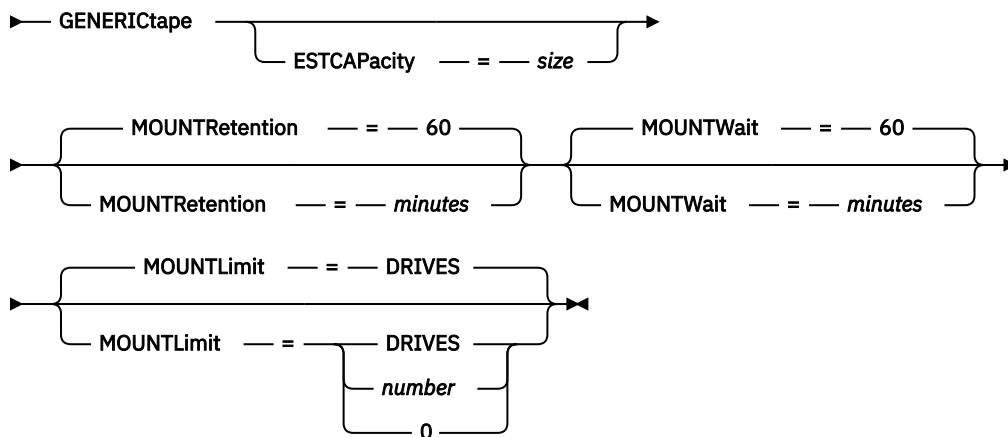 GENERICtape
ESTCAPacity = size
MOUNTRetention = 60 MOUNTWait = 60
MOUNTRetention = minutes MOUNTWait = minutes
MOUNTLimit = DRIVES
MOUNTLimit = DRIVES
number
0